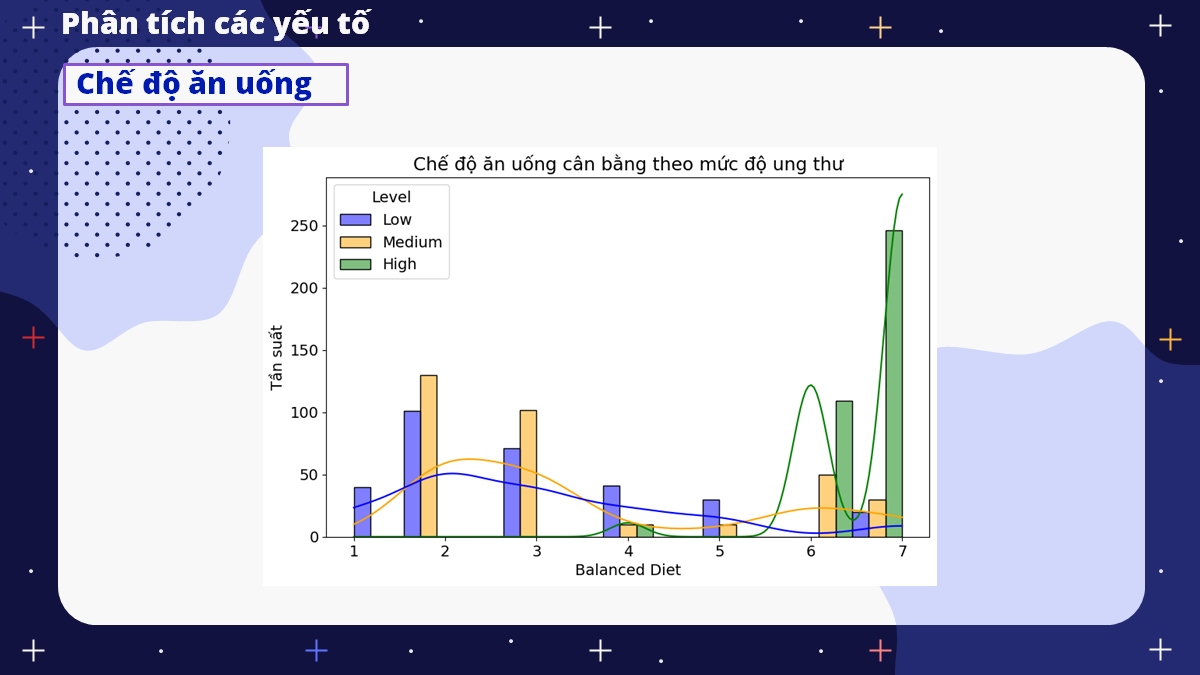 Phân tích các yếu tố
Chế độ ăn uống
Chế độ ăn uống cân bằng theo mức độ ung thư
Level
Low
Medium
High
250
200
150
100
50
0
Tần suất
1 2 3 4 5 6 7
Balanced Diet